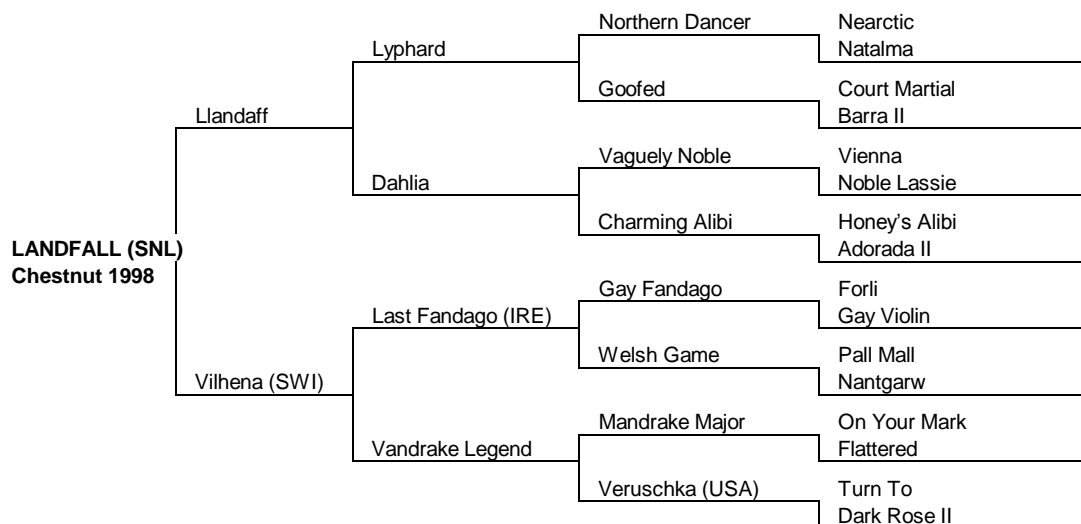 Northern Dancer Nearctic
Lyphard Natalma
Goofed Court Martial
Llandaff Barra II
Vaguely Noble Vienna
Dahlia Noble Lassie
Charming Alibi Honey's Alibi
LANDFALL (SNL) Adorada II
Chestnut 1998
Gay Fandago Forli
Last Fandago (IRE) Gay Violin
Welsh Game Pall Mall
Vilhena (SWI) Nantgarw
Mandrake Major On Your Mark
Vandrake Legend Flattered
Veruschka (USA) Turn To
Dark Rose II